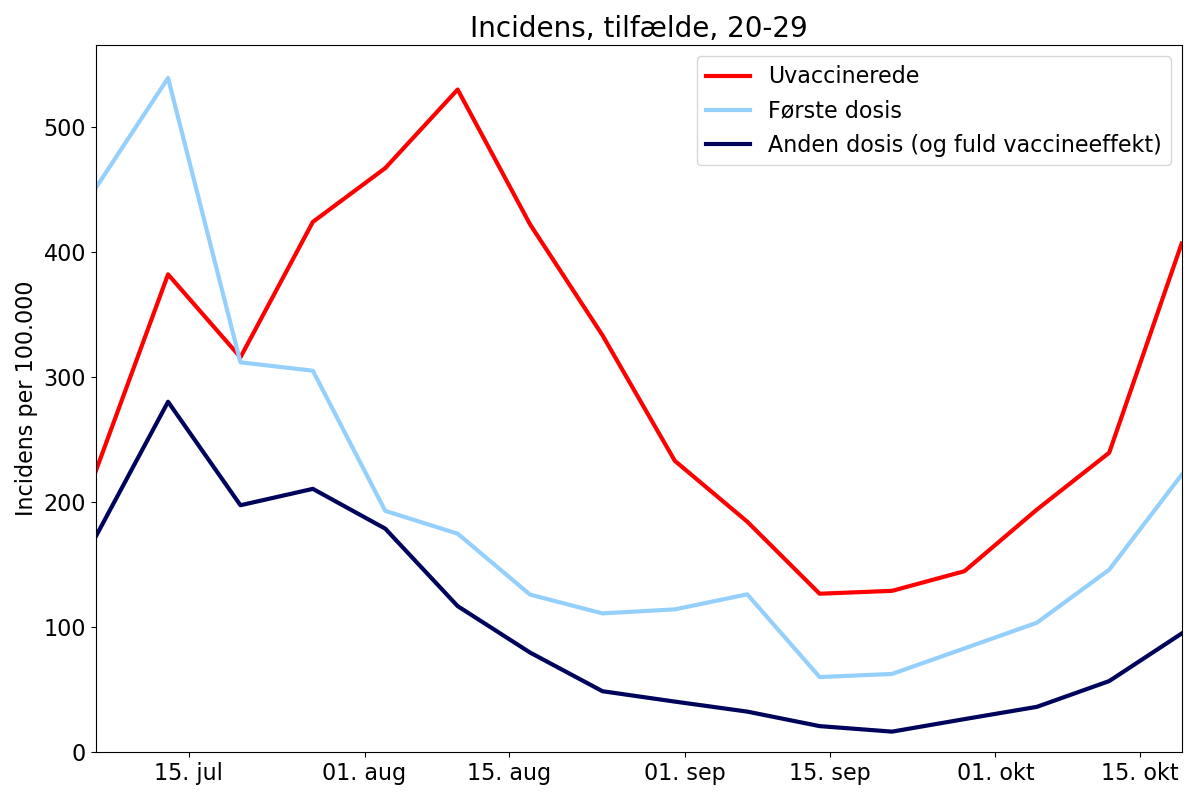 Incidens, tilfælde, 20-29
Uvaccinerede
Første dosis
Anden dosis (og fuld vaccineeffekt)
Incidens per 100.000
500
400
300
200
100
0
15. jul
01. aug
15. aug
01. sep
15. sep
01. okt
15. okt